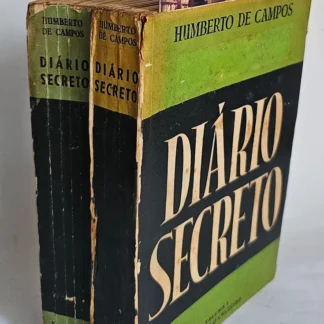 HUMBERTO
DE CAMPOS
DIÁRIO
SECRETO
HUMBERTO
DE CAMPOS
DIÁRIO
SECRETO
HUMBERTO DE CAMPOS
DIÁRIO
SECRETO